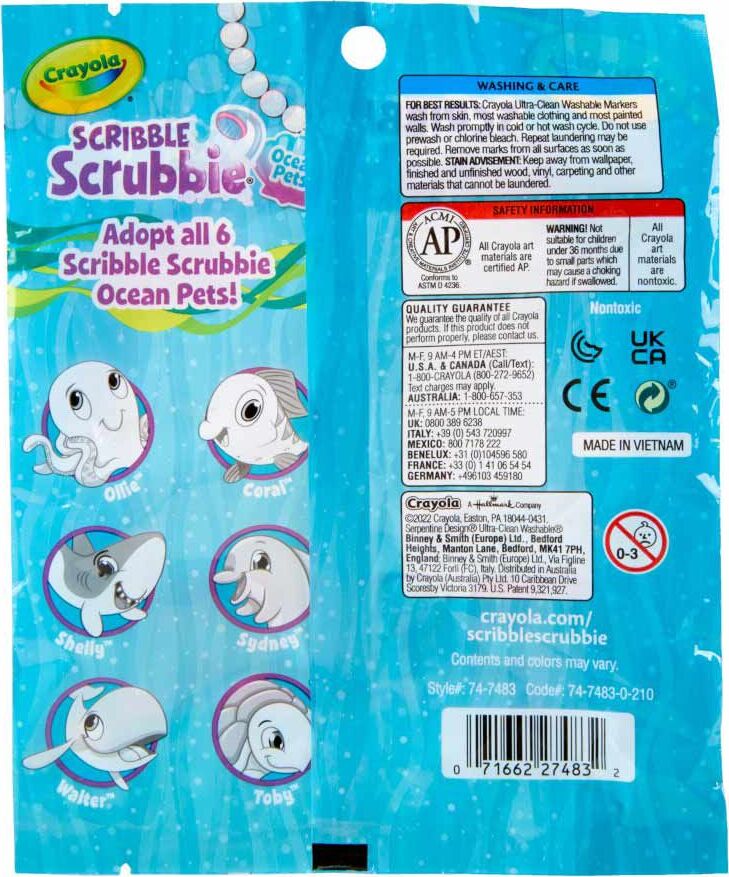 Crayola
SCRIBBLE
Scrubbie®
Ocean
Pets
Adopt all 6
Scribble Scrubbie
Ocean Pets!
Ollie™
Coral™
Shelly™
Sydney™
Walter™
Toby™
WASHING & CARE
FOR BEST RESULTS: Crayola Ultra-Clean Washable Markers
wash from skin, most washable clothing and most painted
walls. Wash promptly in cold or hot wash cycle. Do not use
prewash or chlorine bleach. Repeat laundering may be
required. Remove marks from all surfaces as soon as
possible. STAIN ADVISEMENT: Keep away from wallpaper,
finished and unfinished wood, vinyl, carpeting and other
materials that cannot be laundered.
SAFETY INFORMATION
ACMI
AP
Conforms to
ASTM D 4236.
All Crayola art
materials are
certified AP.
WARNING! Not
suitable for children
under 36 months due
to small parts which
may cause a choking
hazard if swallowed.
All
Crayola
art
materials
are
nontoxic.
QUALITY GUARANTEE
We guarantee the quality of all Crayola
products. If this product does not
perform properly, please contact us.
M-F, 9 AM-4 PM ET/AEST:
U.S.A. & CANADA (Call/Text):
1-800-CRAYOLA (800-272-9652)
Text charges may apply.
AUSTRALIA: 1-800-657-353
M-F, 9 AM-5 PM LOCAL TIME:
UK: 0800 389 6238
ITALY: +39 (0) 543 720997
MEXICO: 800 7178 222
BENELUX: +31 (0)104596 580
FRANCE: +33 (0) 1 41 06 54 54
GERMANY: +496103 459180
Nontoxic
UK
CA
CE
®
MADE IN VIETNAM
Crayola A Hallmark Company
©2022 Crayola, Easton, PA 18044-0431.
Serpentine Design® Ultra-Clean Washable®
Binney & Smith (Europe) Ltd., Bedford
Heights, Manton Lane, Bedford, MK41 7PH,
England; Binney & Smith (Europe) Ltd., Via Figline
13, 47122 Forlì (FC), Italy. Distributed in Australia
by Crayola (Australia) Pty Ltd. 10 Caribbean Drive
Scoresby Victoria 3179. U.S. Patent 9,321,927.
0-3
crayola.com/
scribblescrubbie
Contents and colors may vary.
Style#: 74-7483 Code#: 74-7483-0-210
0 71662 27483 2